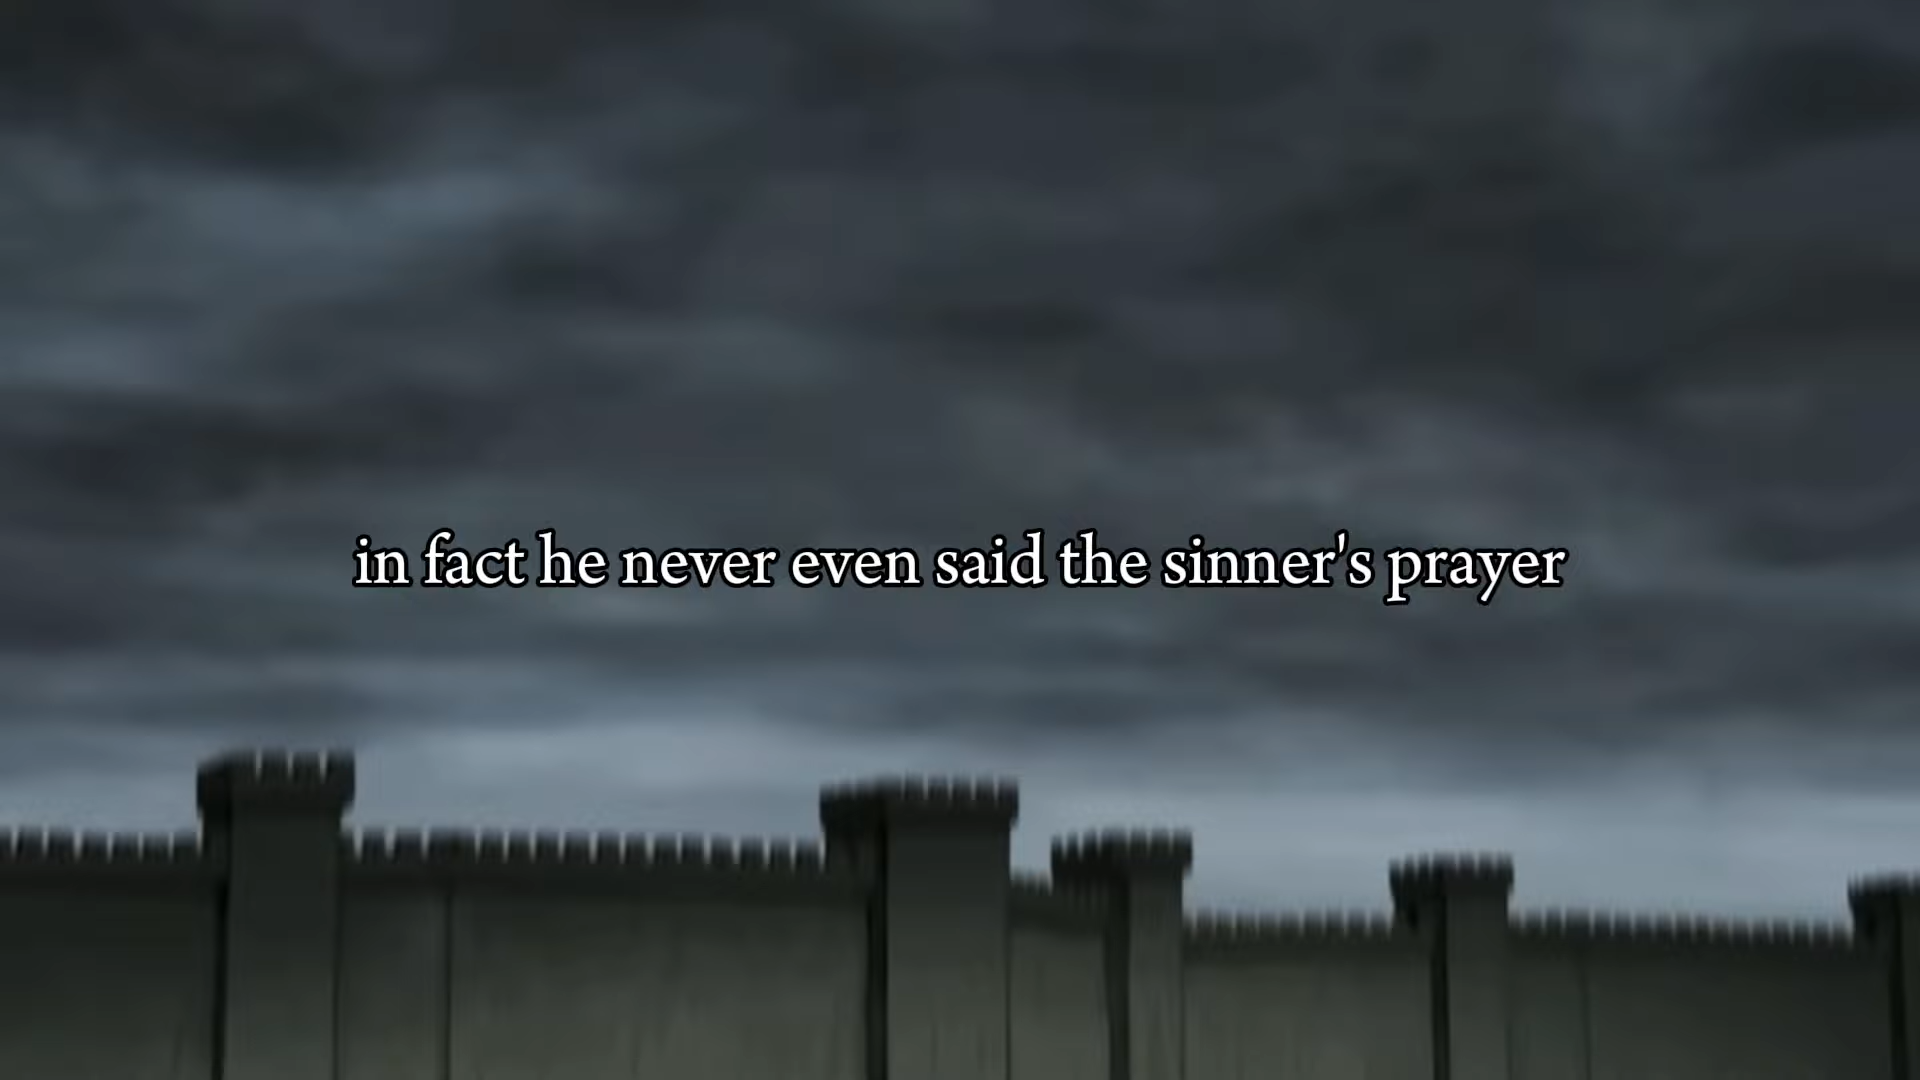 in fact he never even said the sinner's prayer